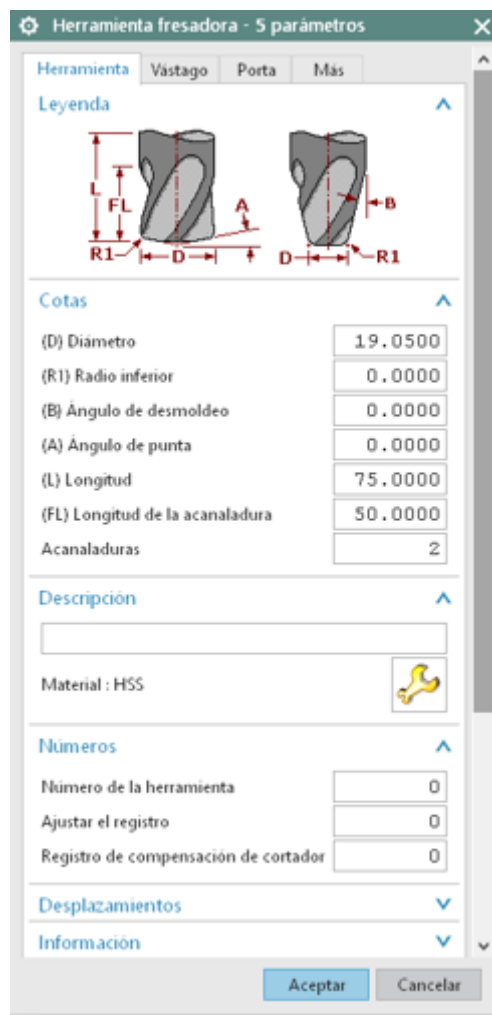 Herramienta fresadora - 5 parámetros
Herramienta Vástago Porta Más
Leyenda
L
FL
A
B
R1 D D R1
Cotas
(D) Diámetro 19.0500
(R1) Radio inferior 0.0000
(B) Ángulo de desmoldeo 0.0000
(A) Ángulo de punta 0.0000
(L) Longitud 75.0000
(FL) Longitud de la acanaladura 50.0000
Acanaladuras 2
Descripción
Material : HSS
Números
Número de la herramienta 0
Ajustar el registro 0
Registro de compensación de cortador 0
Desplazamientos
Información
Aceptar Cancelar